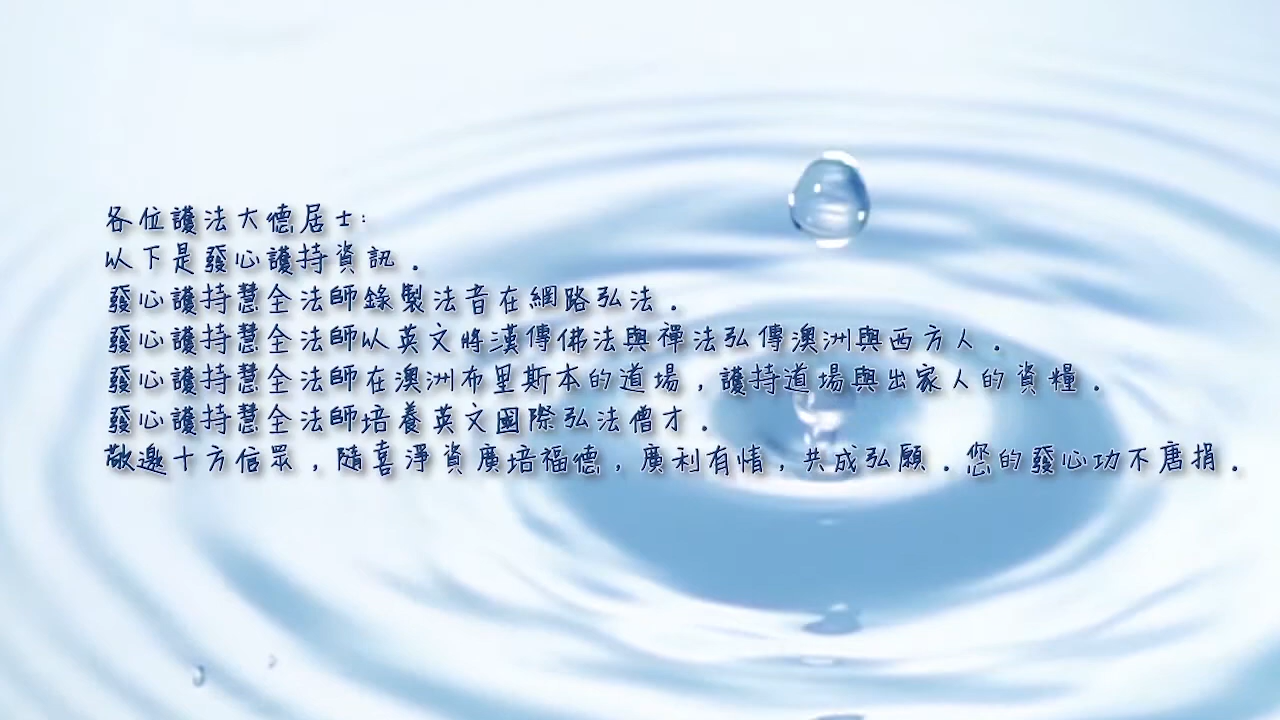 各位護法大德居士:
以下是發心護持資訊．
發心護持慧全法師錄製法音在網路弘法．
發心護持慧全法師以英文將漢傳佛法與禪法弘傳澳洲與西方人．
發心護持慧全法師在澳洲布里斯本的道場，護持道場與出家人的資糧．
發心護持慧全法師培養英文國際弘法僧才．
敬邀十方信眾，隨喜淨資廣培福德，廣利有情，共成弘願．您的發心功不唐捐．